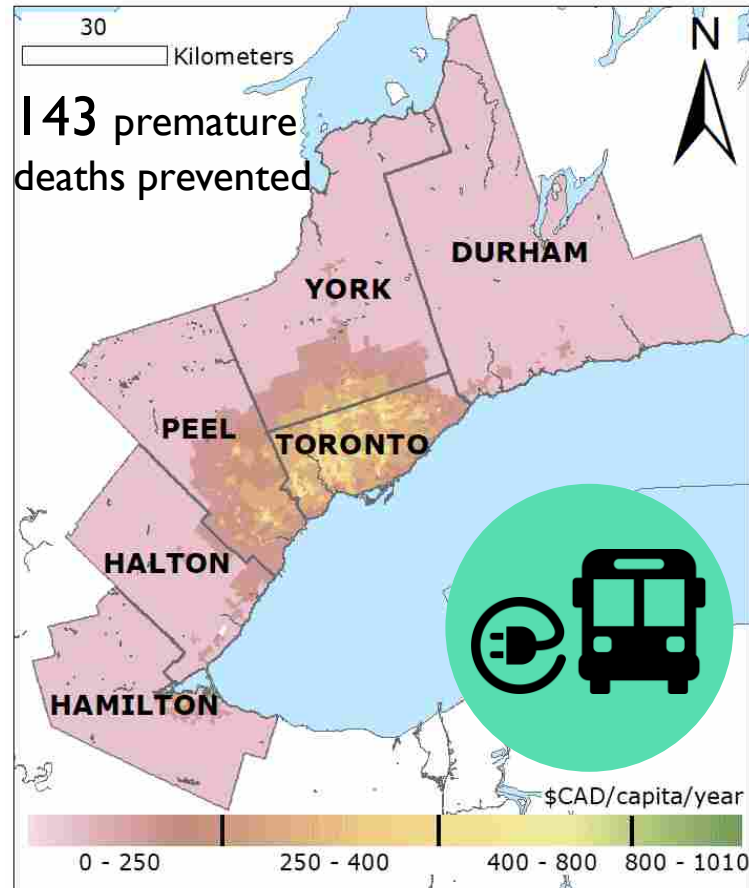 30
Kilometers
N
143 premature
deaths prevented
DURHAM
YORK
PEEL
TORONTO
HALTON
HAMILTON
$CAD/capita/year
0 - 250
250 - 400
400 - 800
800 - 1010